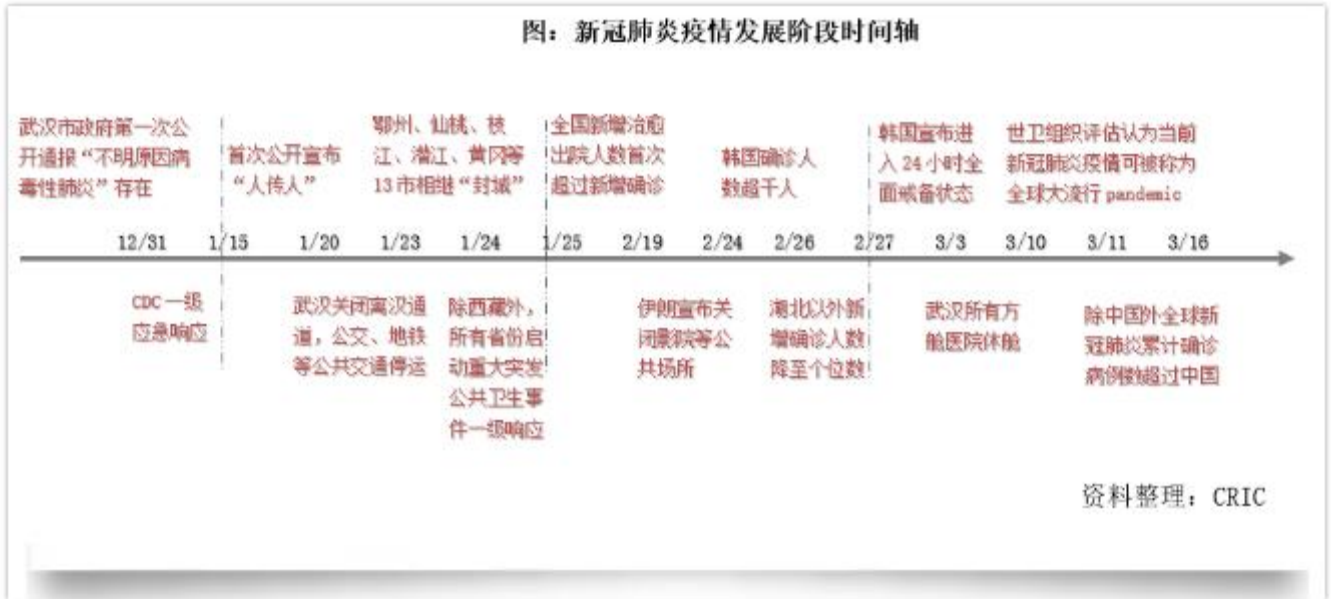 图：新冠肺炎疫情发展阶段时间轴
武汉市政府第一次公
开通报“不明原因病
毒性肺炎”存在
首次公开宣布
“人传人”
鄂州、仙桃、枝
江、潜江、黄冈等
13市相继“封城”
全国新增治愈
出院人数首次
超过新增确诊
韩国确诊人
数超千人
韩国宣布进
入24小时全
面戒备状态
世卫组织评估认为当前
新冠肺炎疫情可被称为
全球大流行pandemic
12/31 1/15 1/20 1/23 1/24 1/25 2/19 2/24 2/26 2/27 3/3 3/10 3/11 3/16
CDC一级
应急响应
武汉关闭离汉通
道，公交、地铁
等公共交通停运
除西藏外，
所有省份启
动重大突发
公共卫生事
件一级响应
伊朗宣布关
闭影院等公
共场所
湖北以外新
增确诊人数
降至个位数
武汉所有方
舱医院休舱
除中国外全球新
冠肺炎累计确诊
病例数超过中国
资料整理：CRIC